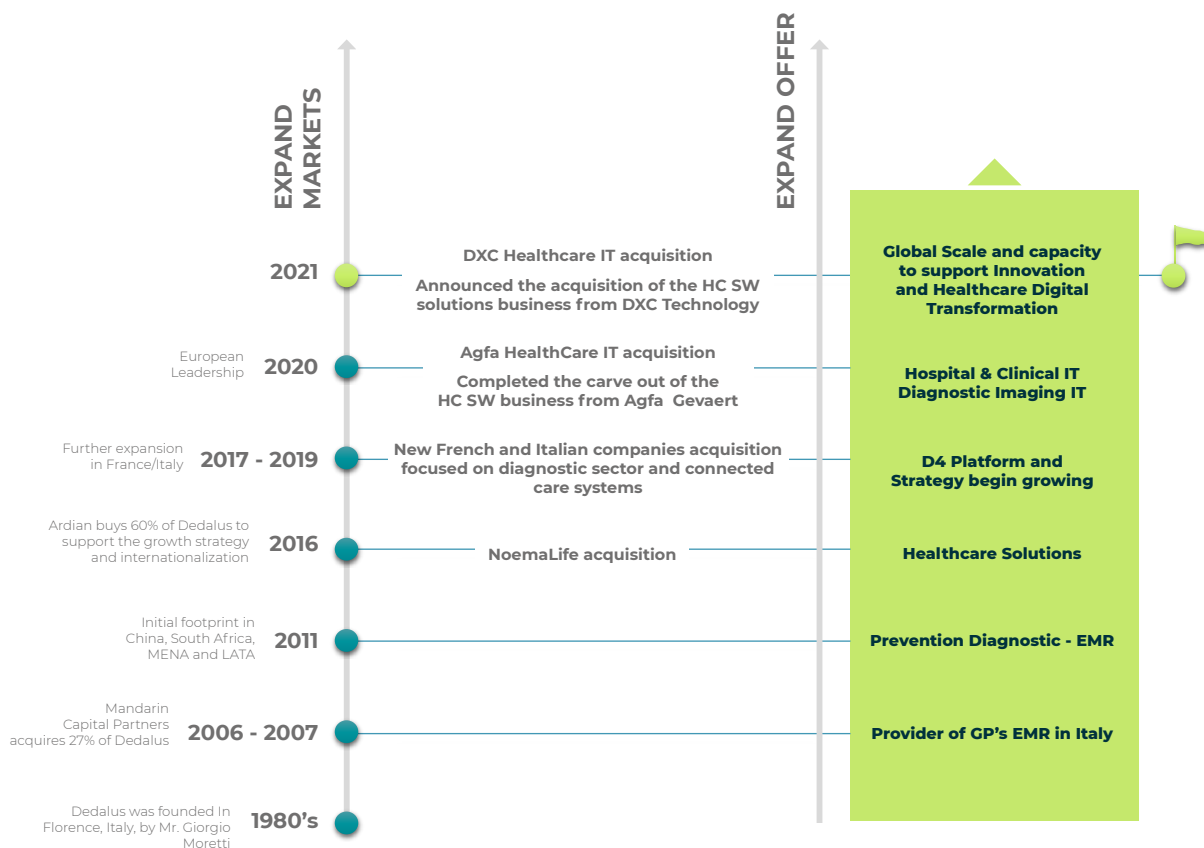 EXPAND
MARKETS
EXPAND OFFER
2021
DXC Healthcare IT acquisition
Announced the acquisition of the HC SW
solutions business from DXC Technology
Global Scale and capacity
to support Innovation
and Healthcare Digital
Transformation
European
Leadership
2020
Agfa HealthCare IT acquisition
Completed the carve out of the
HC SW business from Agfa Gevaert
Hospital & Clinical IT
Diagnostic Imaging IT
Further expansion
in France/Italy
2017 - 2019
New French and Italian companies acquisition
focused on diagnostic sector and connected
care systems
D4 Platform and
Strategy begin growing
Ardian buys 60% of Dedalus to
support the growth strategy
and internationalization
2016
NoemaLife acquisition
Healthcare Solutions
Initial footprint in
China, South Africa,
MENA and LATA
2011
Prevention Diagnostic - EMR
Mandarin
Capital Partners
acquires 27% of Dedalus
2006 - 2007
Provider of GP's EMR in Italy
Dedalus was founded In
Florence, Italy, by Mr. Giorgio
Moretti
1980's